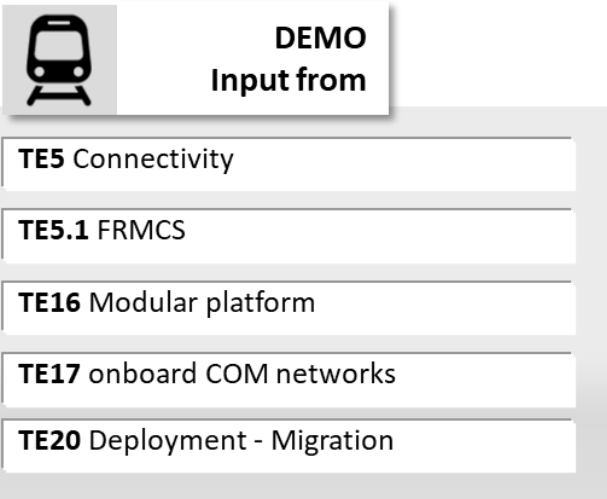 DEMO
Input from
TE5 Connectivity
TE5.1 FRMCS
TE16 Modular platform
TE17 onboard COM networks
TE20 Deployment - Migration